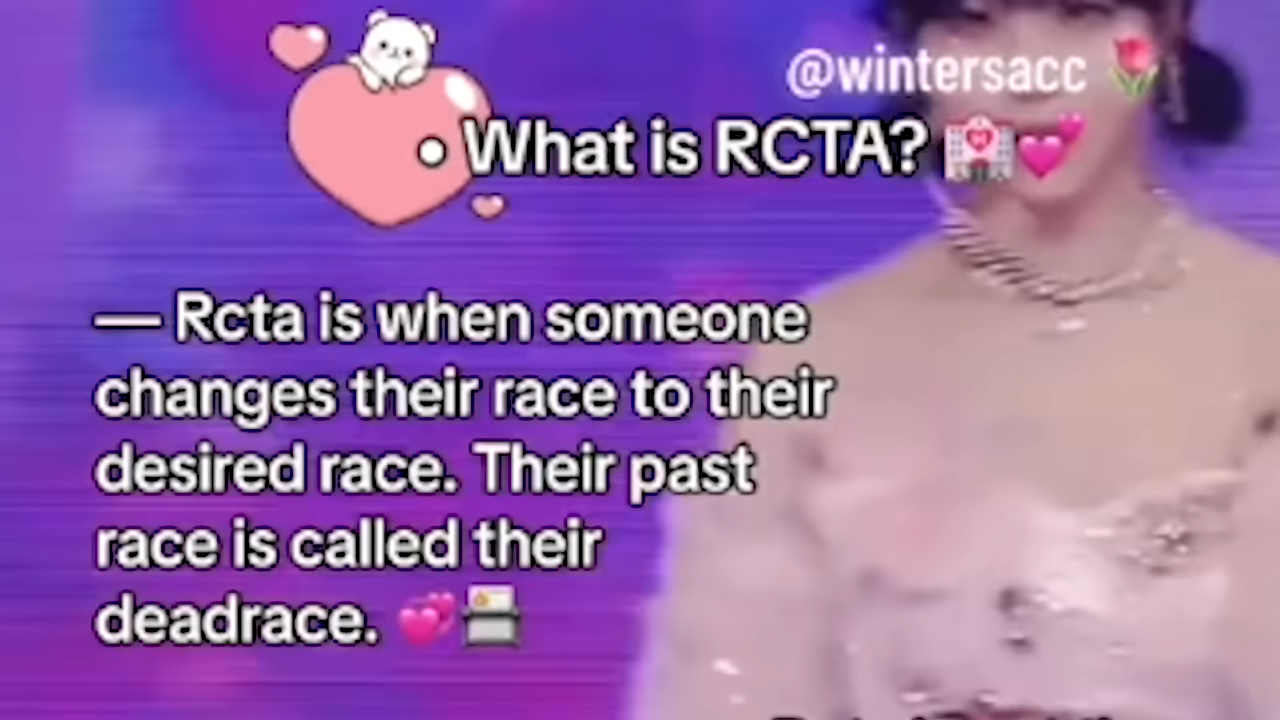 @wintersacc 🌷
• What is RCTA? 🏩💕
— Rcta is when someone
changes their race to their
desired race. Their past
race is called their
deadrace. 💞📇